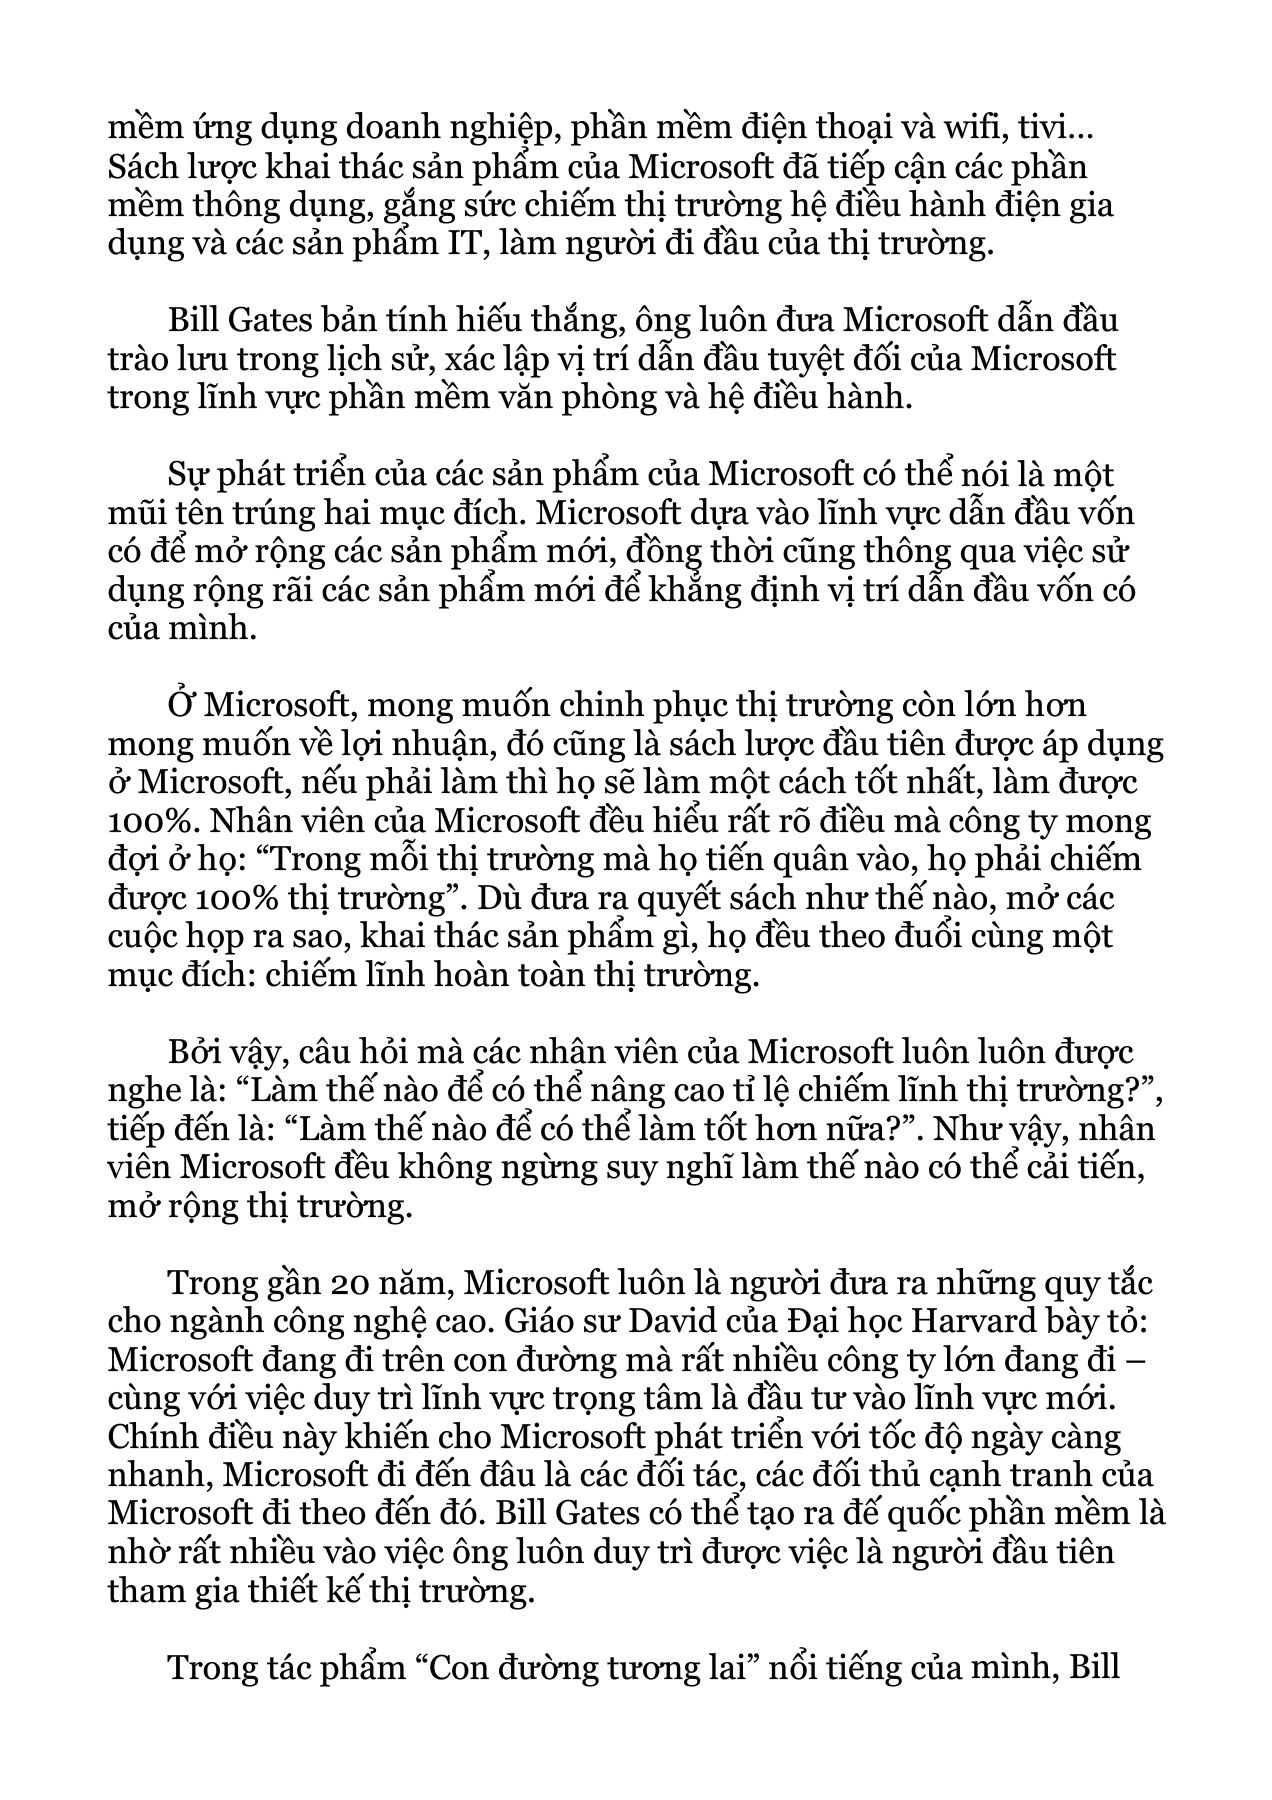 mềm ứng dụng doanh nghiệp, phần mềm điện thoại và wifi, tivi...
Sách lược khai thác sản phẩm của Microsoft đã tiếp cận các phần
mềm thông dụng, gắng sức chiếm thị trường hệ điều hành điện gia
dụng và các sản phẩm IT, làm người đi đầu của thị trường.
Bill Gates bản tính hiếu thắng, ông luôn đưa Microsoft dẫn đầu
trào lưu trong lịch sử, xác lập vị trí dẫn đầu tuyệt đối của Microsoft
trong lĩnh vực phần mềm văn phòng và hệ điều hành.
Sự phát triển của các sản phẩm của Microsoft có thể nói là một
mũi tên trúng hai mục đích. Microsoft dựa vào lĩnh vực dẫn đầu vốn
có để mở rộng các sản phẩm mới, đồng thời cũng thông qua việc sử
dụng rộng rãi các sản phẩm mới để khẳng định vị trí dẫn đầu vốn có
của mình.
Ở Microsoft, mong muốn chinh phục thị trường còn lớn hơn
mong muốn về lợi nhuận, đó cũng là sách lược đầu tiên được áp dụng
ở Microsoft, nếu phải làm thì họ sẽ làm một cách tốt nhất, làm được
100%. Nhân viên của Microsoft đều hiểu rất rõ điều mà công ty mong
đợi ở họ: “Trong mỗi thị trường mà họ tiến quân vào, họ phải chiếm
được 100% thị trường”. Dù đưa ra quyết sách như thế nào, mở các
cuộc họp ra sao, khai thác sản phẩm gì, họ đều theo đuổi cùng một
mục đích: chiếm lĩnh hoàn toàn thị trường.
Bởi vậy, câu hỏi mà các nhân viên của Microsoft luôn luôn được
nghe là: “Làm thế nào để có thể nâng cao tỉ lệ chiếm lĩnh thị trường?”,
tiếp đến là: “Làm thế nào để có thể làm tốt hơn nữa?”. Như vậy, nhân
viên Microsoft đều không ngừng suy nghĩ làm thế nào có thể cải tiến,
mở rộng thị trường.
Trong gần 20 năm, Microsoft luôn là người đưa ra những quy tắc
cho ngành công nghệ cao. Giáo sư David của Đại học Harvard bày tỏ:
Microsoft đang đi trên con đường mà rất nhiều công ty lớn đang đi –
cùng với việc duy trì lĩnh vực trọng tâm là đầu tư vào lĩnh vực mới.
Chính điều này khiến cho Microsoft phát triển với tốc độ ngày càng
nhanh, Microsoft đi đến đâu là các đối tác, các đối thủ cạnh tranh của
Microsoft đi theo đến đó. Bill Gates có thể tạo ra đế quốc phần mềm là
nhờ rất nhiều vào việc ông luôn duy trì được việc là người đầu tiên
tham gia thiết kế thị trường.
Trong tác phẩm “Con đường tương lai” nổi tiếng của mình, Bill